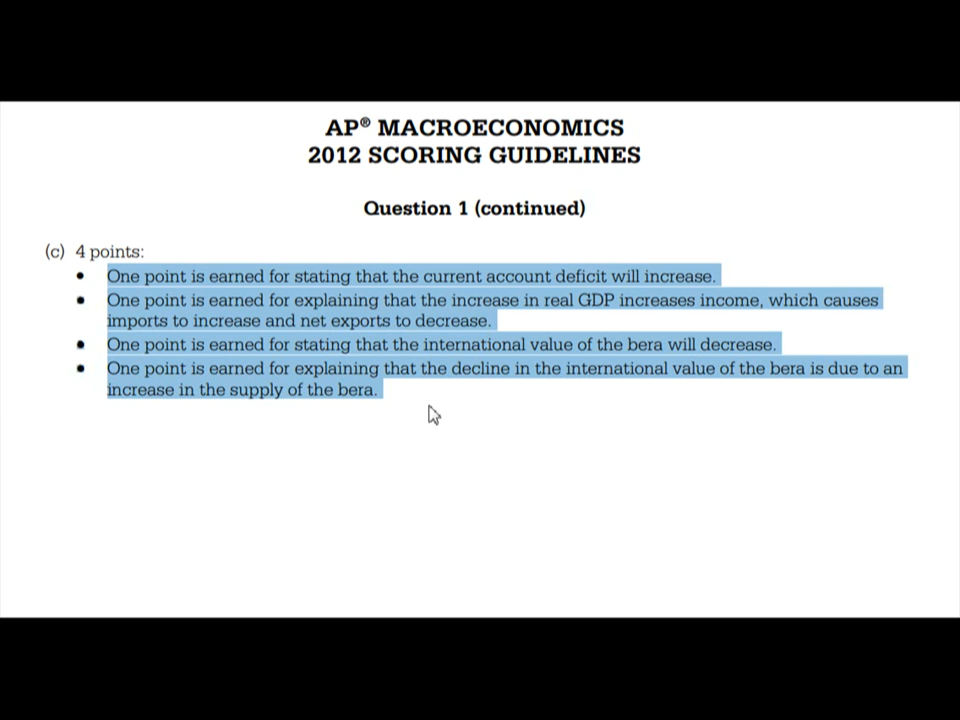 AP® MACROECONOMICS
2012 SCORING GUIDELINES
Question 1 (continued)
(c) 4 points:
• One point is earned for stating that the current account deficit will increase.
• One point is earned for explaining that the increase in real GDP increases income, which causes
imports to increase and net exports to decrease.
• One point is earned for stating that the international value of the bera will decrease.
• One point is earned for explaining that the decline in the international value of the bera is due to an
increase in the supply of the bera.